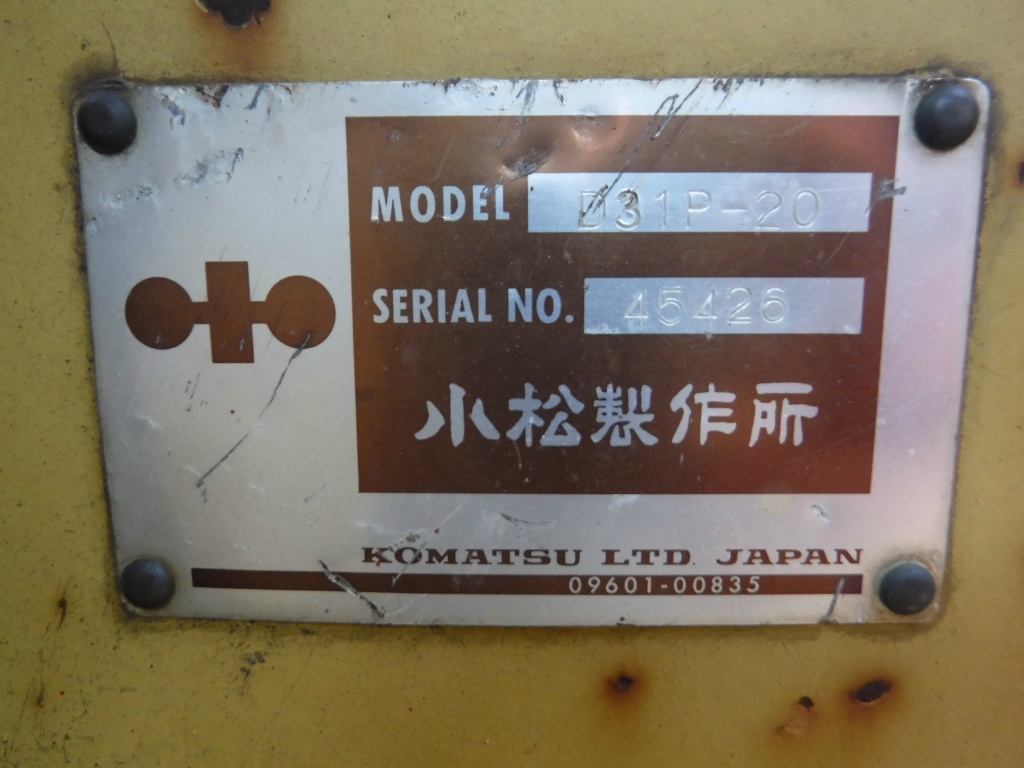 MODEL D31P-20
SERIAL NO. 45426
小松製作所
KOMATSU LTD. JAPAN
09601-00835